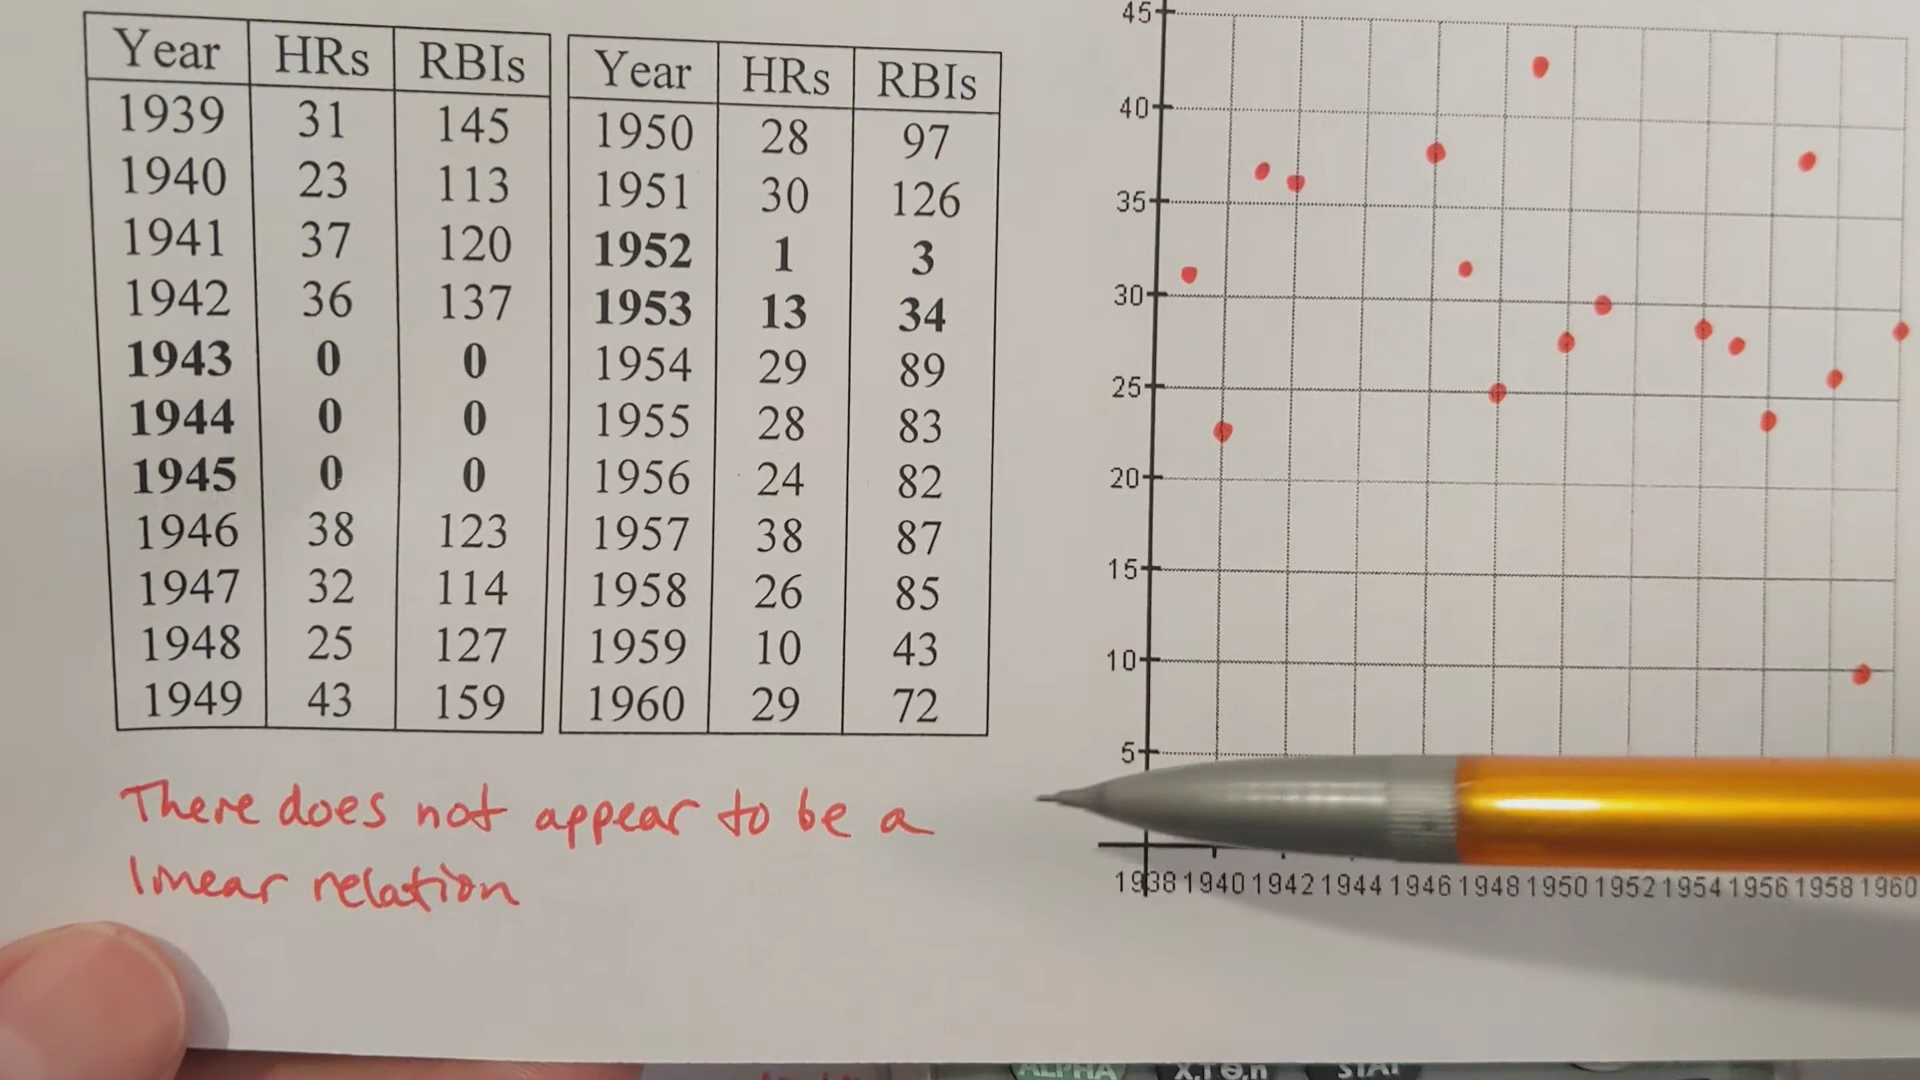 Year HRs RBIs
1939 31 145
1940 23 113
1941 37 120
1942 36 137
1943 0 0
1944 0 0
1945 0 0
1946 38 123
1947 32 114
1948 25 127
1949 43 159
Year HRs RBIs
1950 28 97
1951 30 126
1952 1 3
1953 13 34
1954 29 89
1955 28 83
1956 24 82
1957 38 87
1958 26 85
1959 10 43
1960 29 72
There does not appear to be a
linear relation
45
40
35
30
25
20
15
10
5
1938 1940 1942 1944 1946 1948 1950 1952 1954 1956 1958 1960
ALPHA X,T,Θ,n STAT